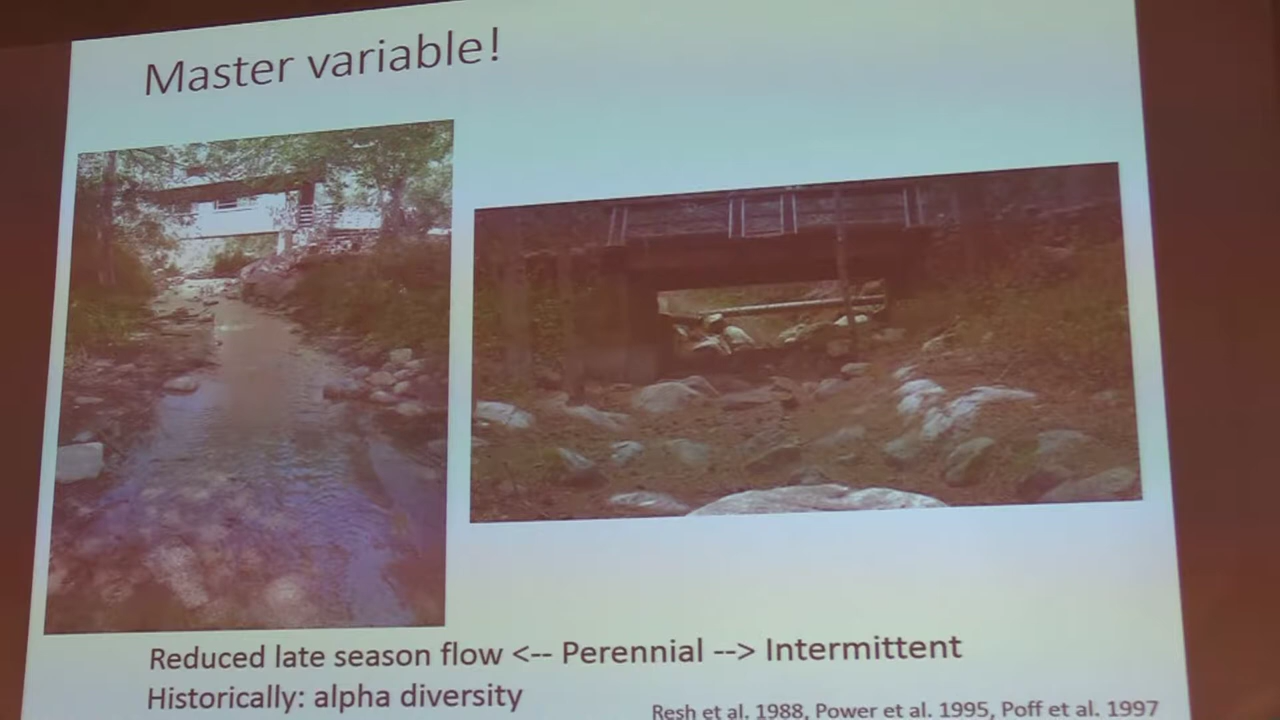 Master variable!
Reduced late season flow <-- Perennial --> Intermittent
Historically: alpha diversity
Resh et al. 1988, Power et al. 1995, Poff et al. 1997